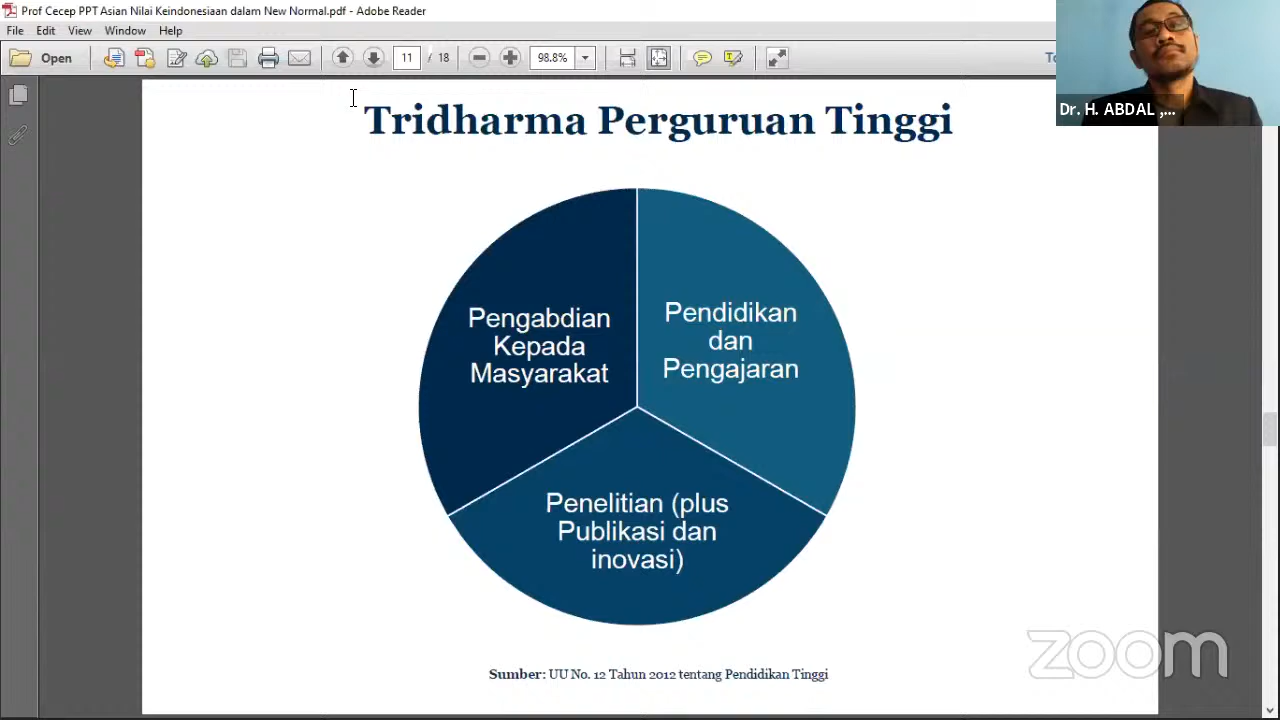 Prof Cecep PPT Asian Nilai Keindonesiaan dalam New Normal.pdf - Adobe Reader
File Edit View Window Help
Open 11 / 18 98.8% To
Dr. H. ABDAL ,...
Tridharma Perguruan Tinggi
Pengabdian
Kepada
Masyarakat
Pendidikan
dan
Pengajaran
Penelitian (plus
Publikasi dan
inovasi)
Sumber: UU No. 12 Tahun 2012 tentang Pendidikan Tinggi
zoom